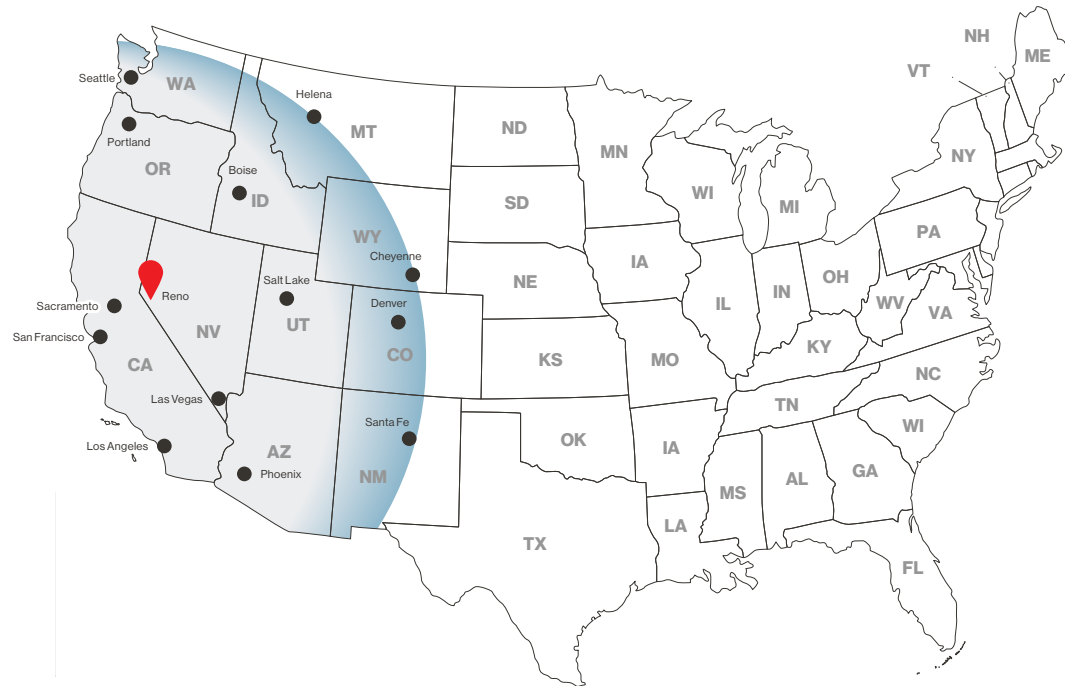 NH
ME
VT
Seattle
WA
Helena
MT
ND
MN
Portland
OR
Boise
ID
SD
WI
MI
NY
PA
WY
Cheyenne
IA
NE
OH
IL
IN
WV
VA
Salt Lake
Reno
Sacramento
San Francisco
NV
UT
Denver
CO
KS
MO
KY
CA
NC
Las Vegas
TN
Santa Fe
WI
Los Angeles
AZ
Phoenix
NM
OK
IA
MS
AL
GA
LA
TX
FL